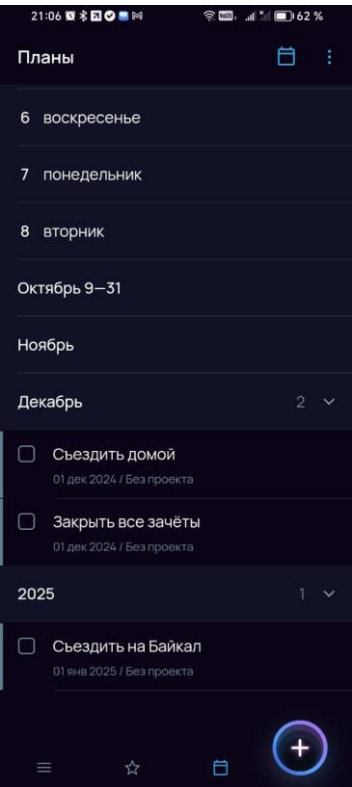 21:06 62 %
Планы
6 воскресенье
7 понедельник
8 вторник
Октябрь 9—31
Ноябрь
Декабрь 2
Съездить домой
01 дек 2024 / Без проекта
Закрыть все зачёты
01 дек 2024 / Без проекта
2025 1
Съездить на Байкал
01 янв 2025 / Без проекта